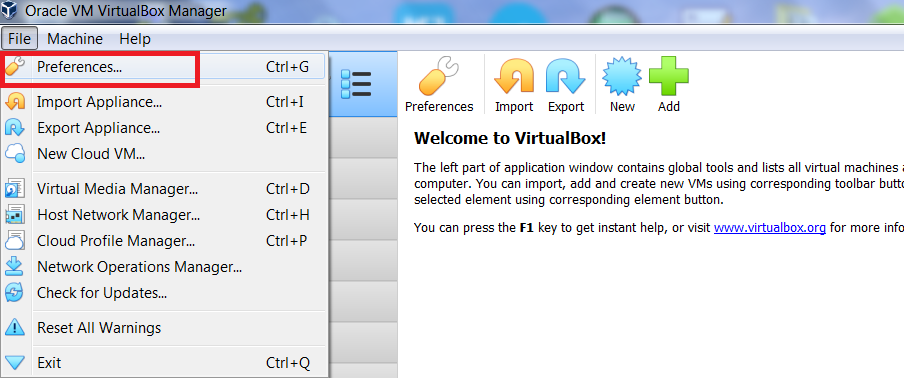 Oracle VM VirtualBox Manager
File Machine Help
Preferences... Ctrl+G
Import Appliance... Ctrl+I
Export Appliance... Ctrl+E
New Cloud VM...
Virtual Media Manager... Ctrl+D
Host Network Manager... Ctrl+H
Cloud Profile Manager... Ctrl+P
Network Operations Manager...
Check for Updates...
Reset All Warnings
Exit Ctrl+Q
Preferences Import Export New Add
Welcome to VirtualBox!
The left part of application window contains global tools and lists all virtual machines a
computer. You can import, add and create new VMs using corresponding toolbar butto
selected element using corresponding element button.
You can press the F1 key to get instant help, or visit www.virtualbox.org for more info